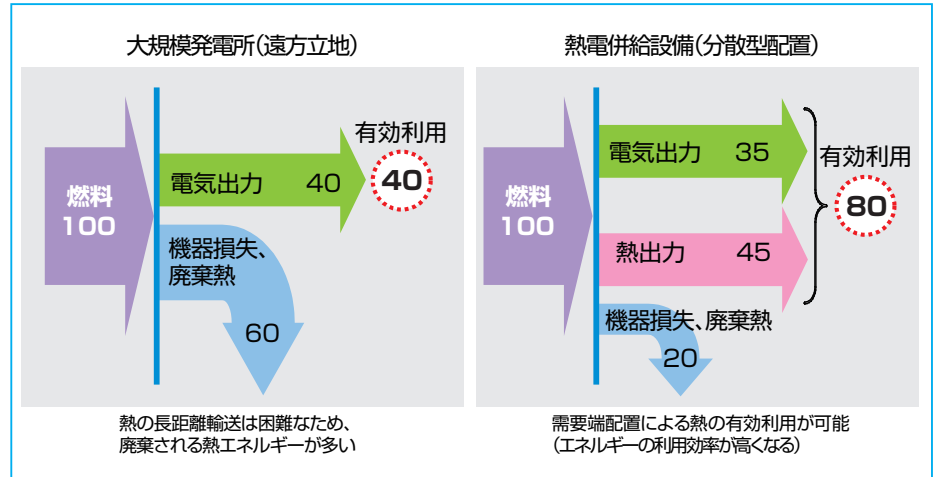 大規模発電所(遠方立地)
燃料
100
電気出力 40
有効利用
40
機器損失、
廃棄熱
60
熱の長距離輸送は困難なため、
廃棄される熱エネルギーが多い
熱電併給設備(分散型配置)
燃料
100
電気出力 35
熱出力 45
有効利用
80
機器損失、廃棄熱
20
需要端配置による熱の有効利用が可能
(エネルギーの利用効率が高くなる)